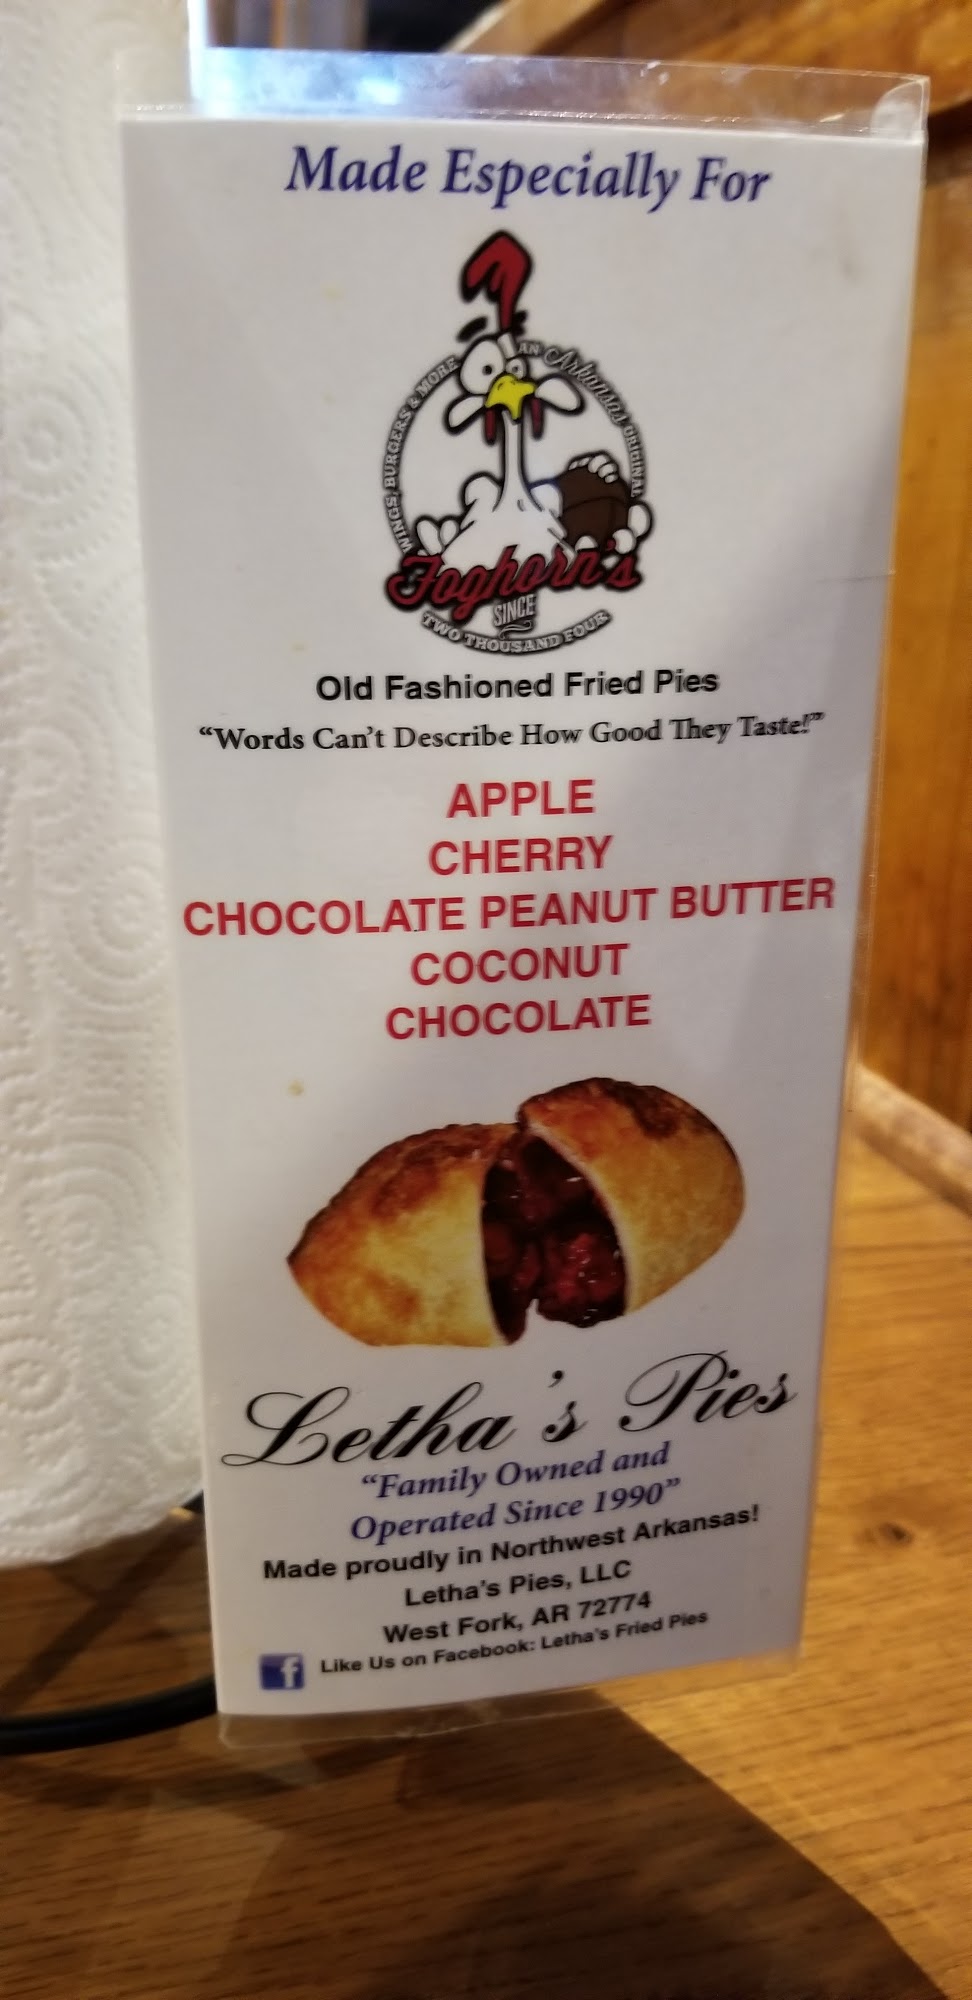 Made Especially For
WINGS, BURGERS & MORE
AN Arkansas ORIGINAL
Foghorn's
SINCE
TWO THOUSAND FOUR
Old Fashioned Fried Pies
“Words Can't Describe How Good They Taste!”
APPLE
CHERRY
CHOCOLATE PEANUT BUTTER
COCONUT
CHOCOLATE
Letha's Pies
“Family Owned and
Operated Since 1990”
Made proudly in Northwest Arkansas!
Letha's Pies, LLC
West Fork, AR 72774
f Like Us on Facebook: Letha's Fried Pies